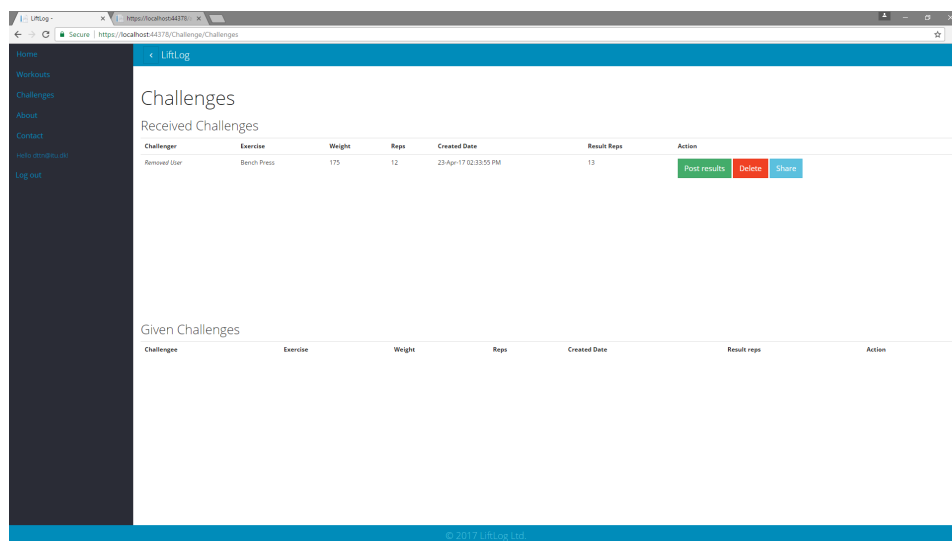 LiftLog -
https://localhost:44378/
Secure | https://localhost:44378/Challenge/Challenges
Home
Workouts
Challenges
About
Contact
Log out
LiftLog
Challenges
Received Challenges
Challenger Exercise Weight Reps Created Date Result Reps Action
Removed User Bench Press 175 12 23-Apr-17 02:33:55 PM 13 Post results Delete Share
Given Challenges
Challengee Exercise Weight Reps Created Date Result reps Action
© 2017 LiftLog Ltd.